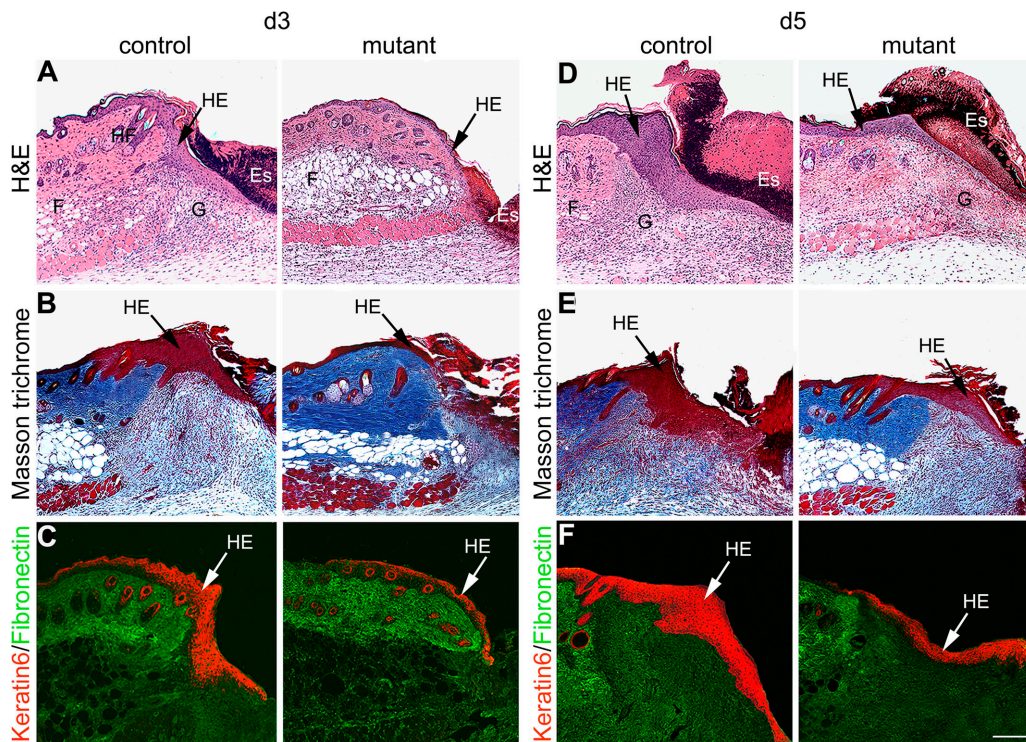 d3
d5
control
mutant
control
mutant
H&E
A
HE
HF
F
G
Es
HE
F
Es
H&E
D
HE
F
G
Es
HE
Es
G
Masson trichrome
B
HE
HE
Masson trichrome
E
HE
HE
Keratin6/Fibronectin
C
HE
HE
Keratin6/Fibronectin
F
HE
HE